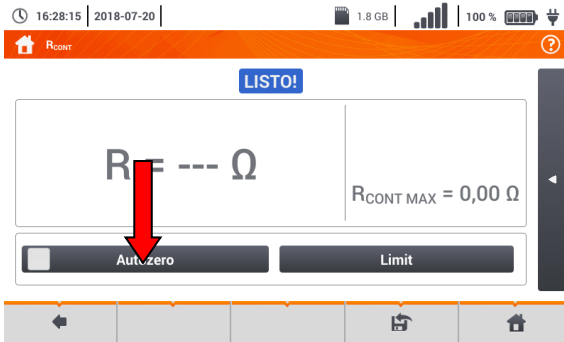 16:28:15 2018-07-20 1.8 GB 100 %
RCONT
?
LISTO!
R = --- Ω
RCONT MAX = 0,00 Ω
Autozero Limit